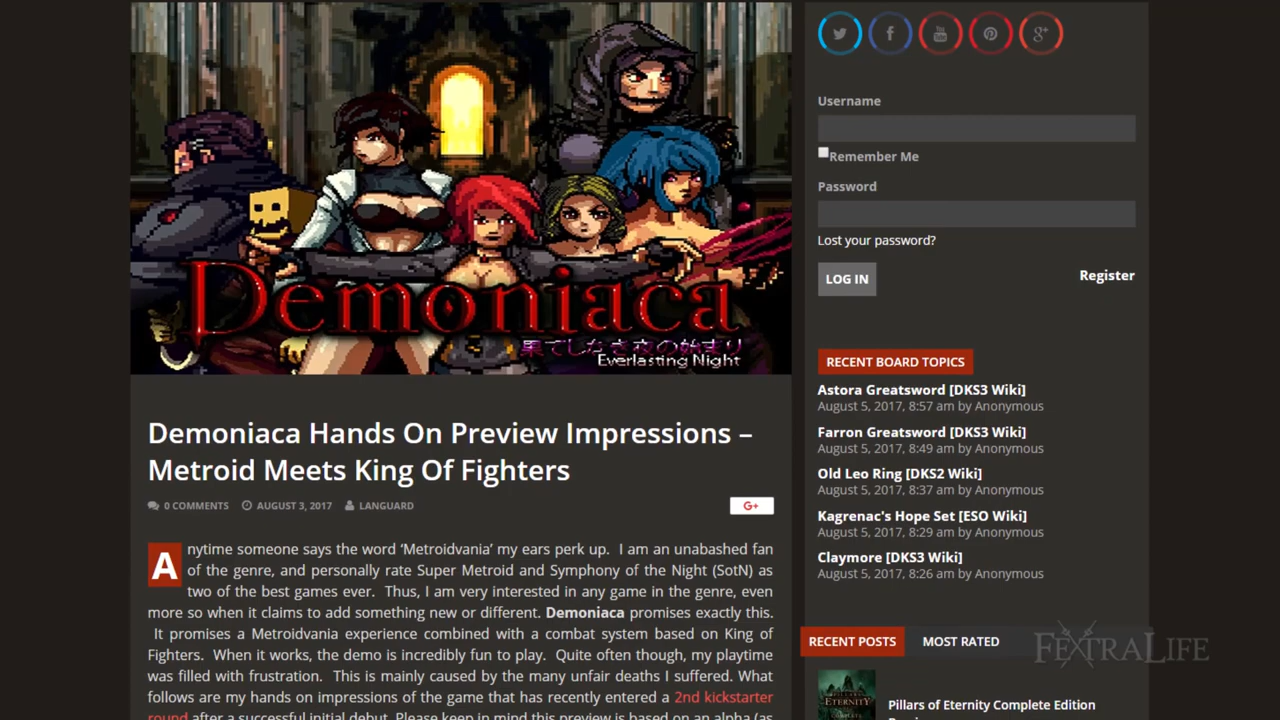 Demoniaca
果てしなき夜の始まり
Everlasting Night
Demoniaca Hands On Preview Impressions –
Metroid Meets King Of Fighters
0 COMMENTS AUGUST 3, 2017 LANGUARD
G+
Anytime someone says the word ‘Metroidvania’ my ears perk up. I am an unabashed fan
of the genre, and personally rate Super Metroid and Symphony of the Night (SotN) as
two of the best games ever. Thus, I am very interested in any game in the genre, even
more so when it claims to add something new or different. Demoniaca promises exactly this.
It promises a Metroidvania experience combined with a combat system based on King of
Fighters. When it works, the demo is incredibly fun to play. Quite often though, my playtime
was filled with frustration. This is mainly caused by the many unfair deaths I suffered. What
follows are my hands on impressions of the game that has recently entered a 2nd kickstarter
round after a successful initial debut. Please keep in mind this preview is based on an alpha (as
You Tube
G+
Username
Remember Me
Password
Lost your password?
LOG IN
Register
RECENT BOARD TOPICS
Astora Greatsword [DKS3 Wiki]
August 5, 2017, 8:57 am by Anonymous
Farron Greatsword [DKS3 Wiki]
August 5, 2017, 8:49 am by Anonymous
Old Leo Ring [DKS2 Wiki]
August 5, 2017, 8:37 am by Anonymous
Kagrenac's Hope Set [ESO Wiki]
August 5, 2017, 8:29 am by Anonymous
Claymore [DKS3 Wiki]
August 5, 2017, 8:26 am by Anonymous
RECENT POSTS MOST RATED
FEXTRALIFE
PILLARS OF
ETERNITY
Pillars of Eternity Complete Edition